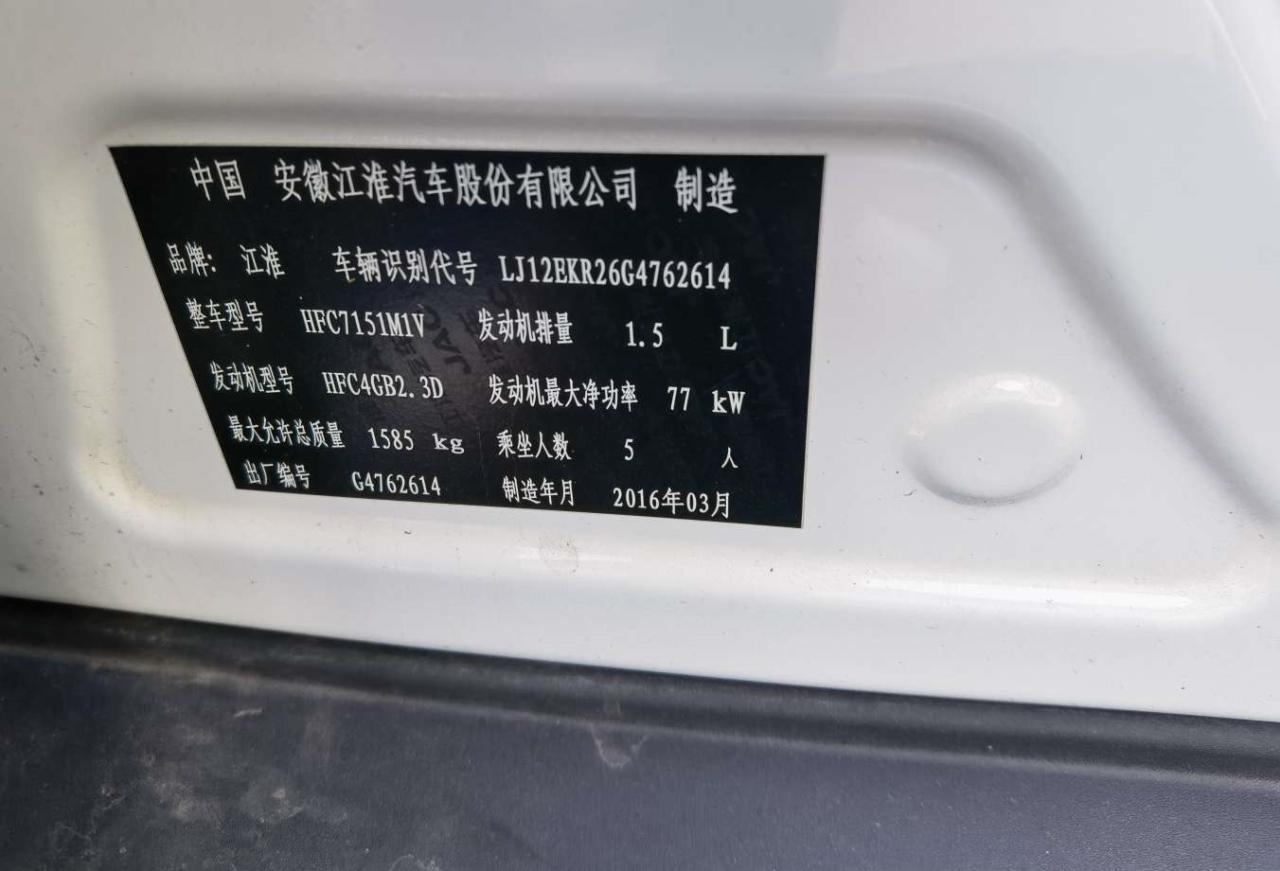 中国 安徽江淮汽车股份有限公司 制造
品牌: 江淮 车辆识别代号 LJ12EKR26G4762614
整车型号 HFC7151M1V 发动机排量 1.5 L
发动机型号 HFC4GB2.3D 发动机最大净功率 77 kW
最大允许总质量 1585 kg 乘坐人数 5 人
出厂编号 G4762614 制造年月 2016年03月